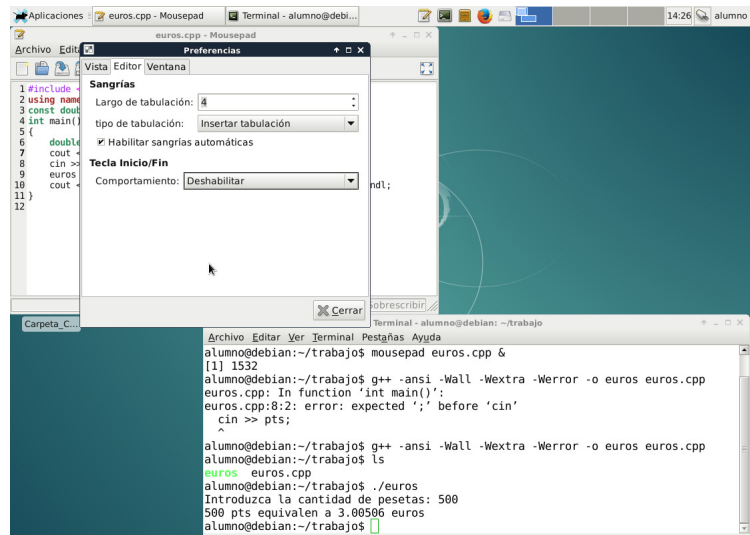 Aplicaciones euros.cpp - Mousepad Terminal - alumno@debi... 14:26 alumno
euros.cpp - Mousepad
Archivo Edit
Preferencias
Vista Editor Ventana
Sangrías
Largo de tabulación: 4
tipo de tabulación: Insertar tabulación
Habilitar sangrías automáticas
Tecla Inicio/Fin
Comportamiento: Deshabilitar
Cerrar
1 #include <
2 using name
3 const doub
4 int main()
5 {
6 double
7 cout <
8 cin >>
9 euros
10 cout < ndl;
11 }
12
Sobrescribir
Carpeta_C...
Terminal - alumno@debian: ~/trabajo
Archivo Editar Ver Terminal Pestañas Ayuda
alumno@debian:~/trabajo$ mousepad euros.cpp &
[1] 1532
alumno@debian:~/trabajo$ g++ -ansi -Wall -Wextra -Werror -o euros euros.cpp
euros.cpp: In function ‘int main()’:
euros.cpp:8:2: error: expected ‘;’ before ‘cin’
cin >> pts;
^
alumno@debian:~/trabajo$ g++ -ansi -Wall -Wextra -Werror -o euros euros.cpp
alumno@debian:~/trabajo$ ls
euros euros.cpp
alumno@debian:~/trabajo$ ./euros
Introduzca la cantidad de pesetas: 500
500 pts equivalen a 3.00506 euros
alumno@debian:~/trabajo$